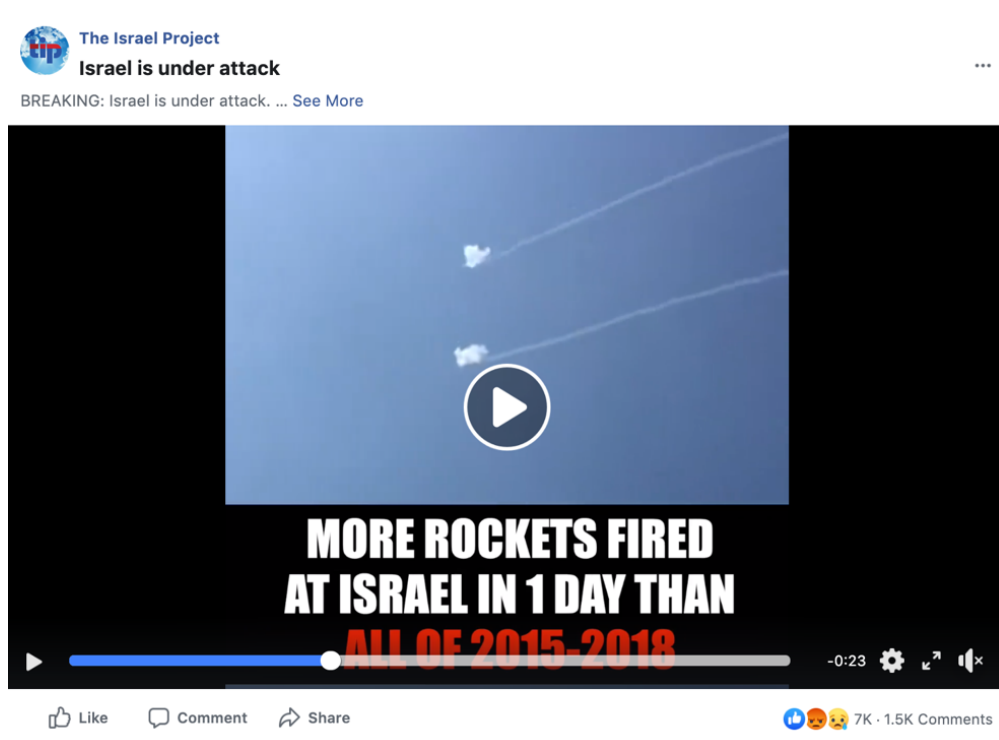 tip
The Israel Project
Israel is under attack
BREAKING: Israel is under attack. ... See More
MORE ROCKETS FIRED
AT ISRAEL IN 1 DAY THAN
ALL OF 2015-2018
-0:23
Like Comment Share 7K · 1.5K Comments